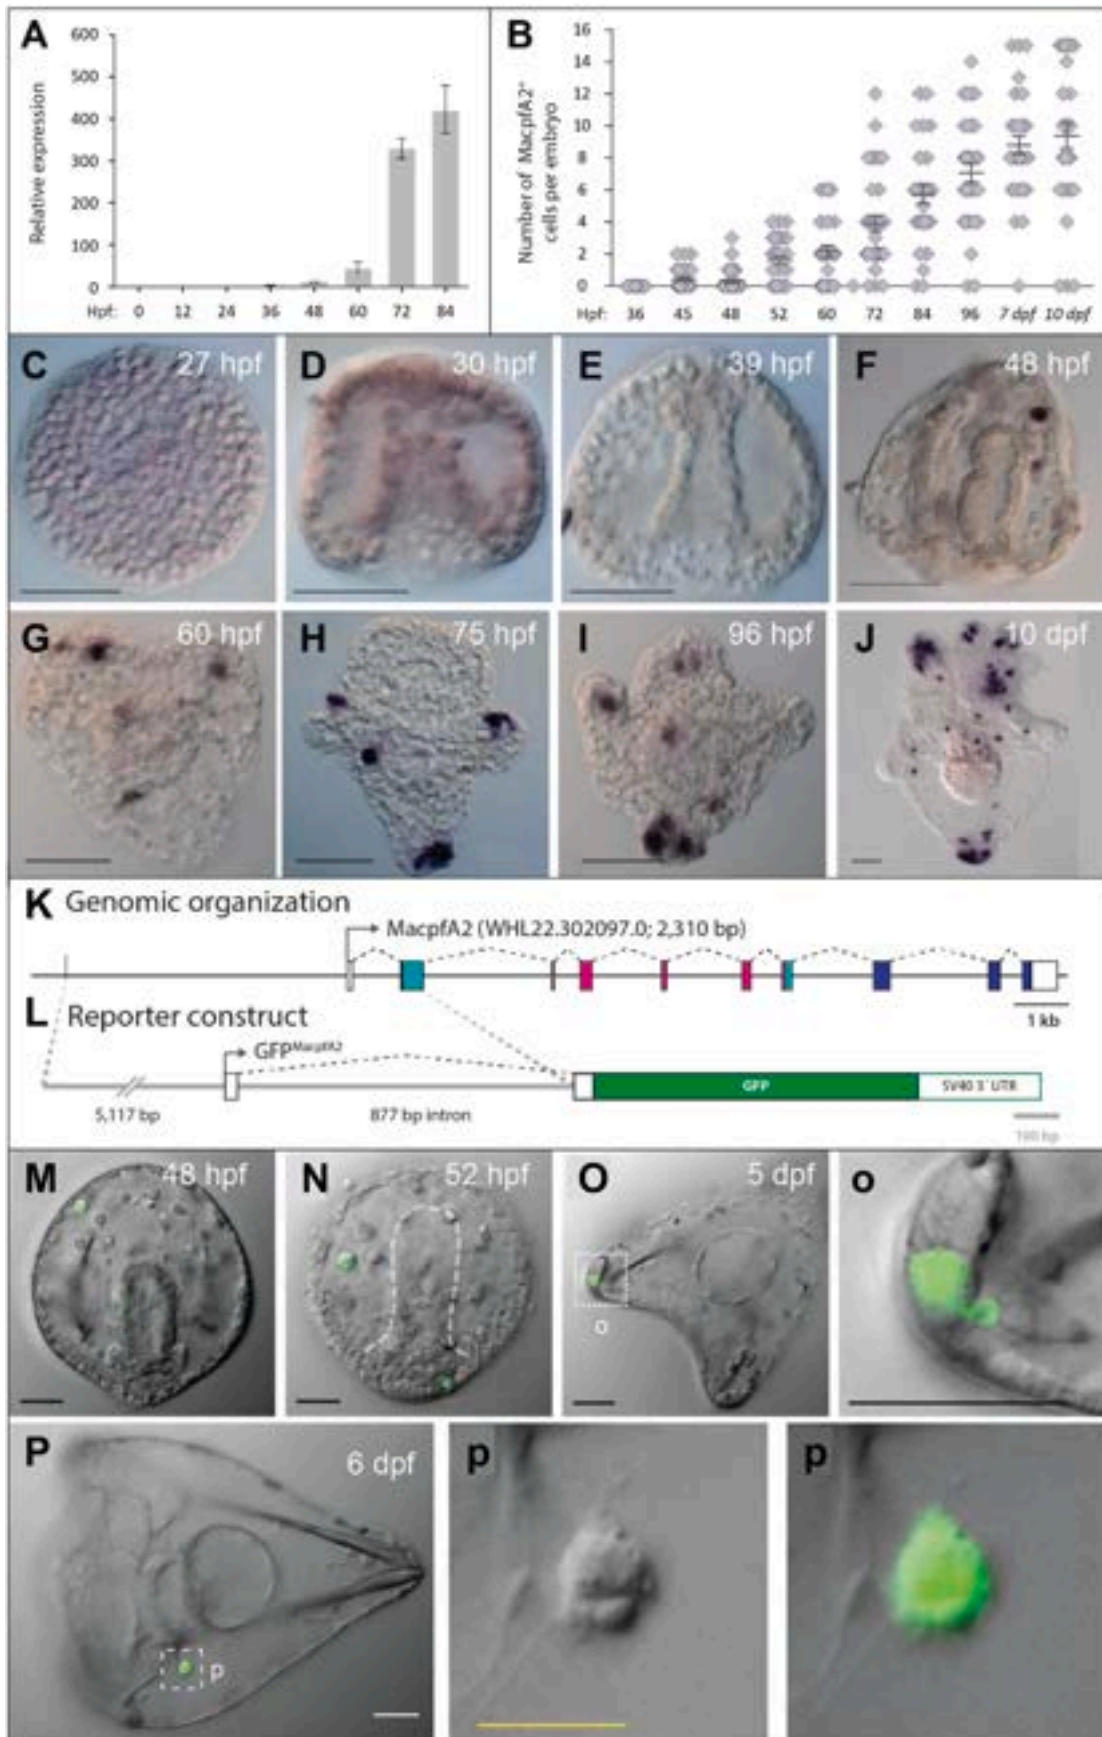 A
Relative expression
600
500
400
300
200
100
0
Hpf: 0 12 24 36 48 60 72 84
B
Number of MacpfA2⁺
cells per embryo
16
14
12
10
8
6
4
2
0
Hpf: 36 45 48 52 60 72 84 96 7 dpf 10 dpf
C 27 hpf D 30 hpf E 39 hpf F 48 hpf
G 60 hpf H 75 hpf I 96 hpf J 10 dpf
K Genomic organization
MacpfA2 (WHL22.302097.0; 2,310 bp)
1 kb
L Reporter construct
GFP^MacpfA2
GFP SV40 3´ UTR
5,117 bp 877 bp intron 100 bp
M 48 hpf N 52 hpf O 5 dpf o
o
P 6 dpf p p
p